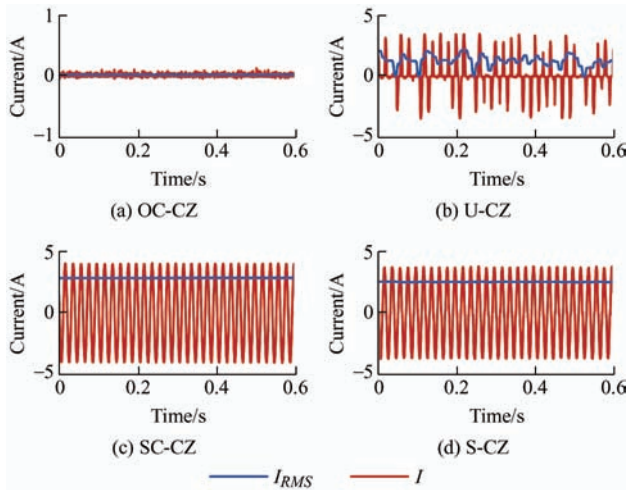 1
5
Current/A
0
Current/A
0
−1
−5
0
0.2
0.4
0.6
0
0.2
0.4
0.6
Time/s
Time/s
(a) OC-CZ
(b) U-CZ
5
5
Current/A
0
Current/A
0
−5
−5
0
0.2
0.4
0.6
0
0.2
0.4
0.6
Time/s
Time/s
(c) SC-CZ
(d) S-CZ
I_RMS
I